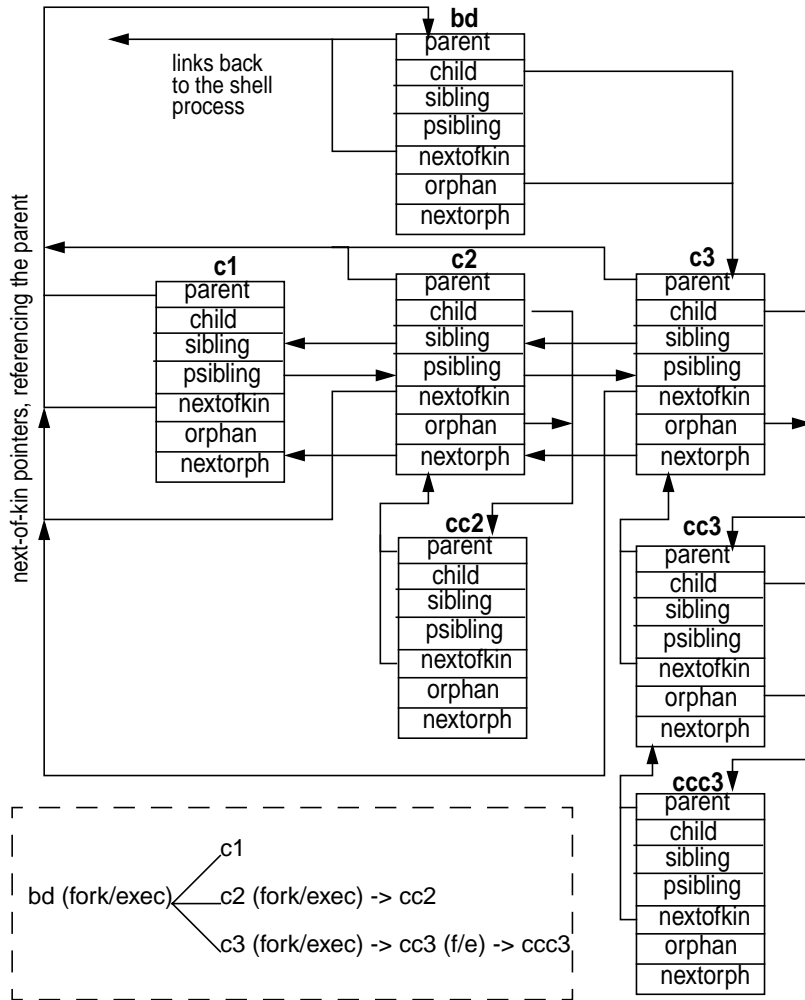 bd
parent
child
sibling
psibling
nextofkin
orphan
nextorph
links back
to the shell
process
next-of-kin pointers, referencing the parent
c1
parent
child
sibling
psibling
nextofkin
orphan
nextorph
c2
parent
child
sibling
psibling
nextofkin
orphan
nextorph
c3
parent
child
sibling
psibling
nextofkin
orphan
nextorph
cc2
parent
child
sibling
psibling
nextofkin
orphan
nextorph
cc3
parent
child
sibling
psibling
nextofkin
orphan
nextorph
ccc3
parent
child
sibling
psibling
nextofkin
orphan
nextorph
c1
bd (fork/exec)
c2 (fork/exec) -> cc2
c3 (fork/exec) -> cc3 (f/e) -> ccc3